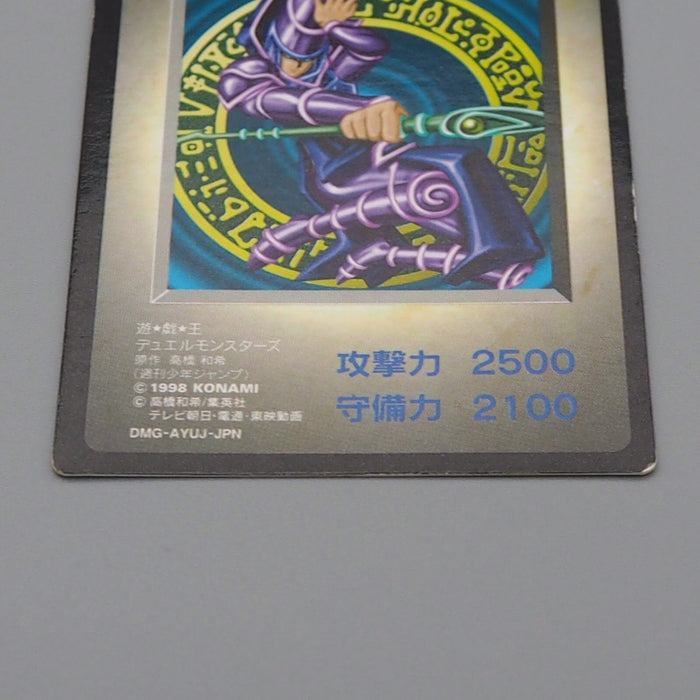 遊★戯★王
デュエルモンスターズ
原作 高橋 和希
(週刊少年ジャンプ)
© 1998 KONAMI
© 高橋和希/集英社
テレビ朝日・電通・東映動画
DMG-AYUJ-JPN
攻撃力 2500
守備力 2100